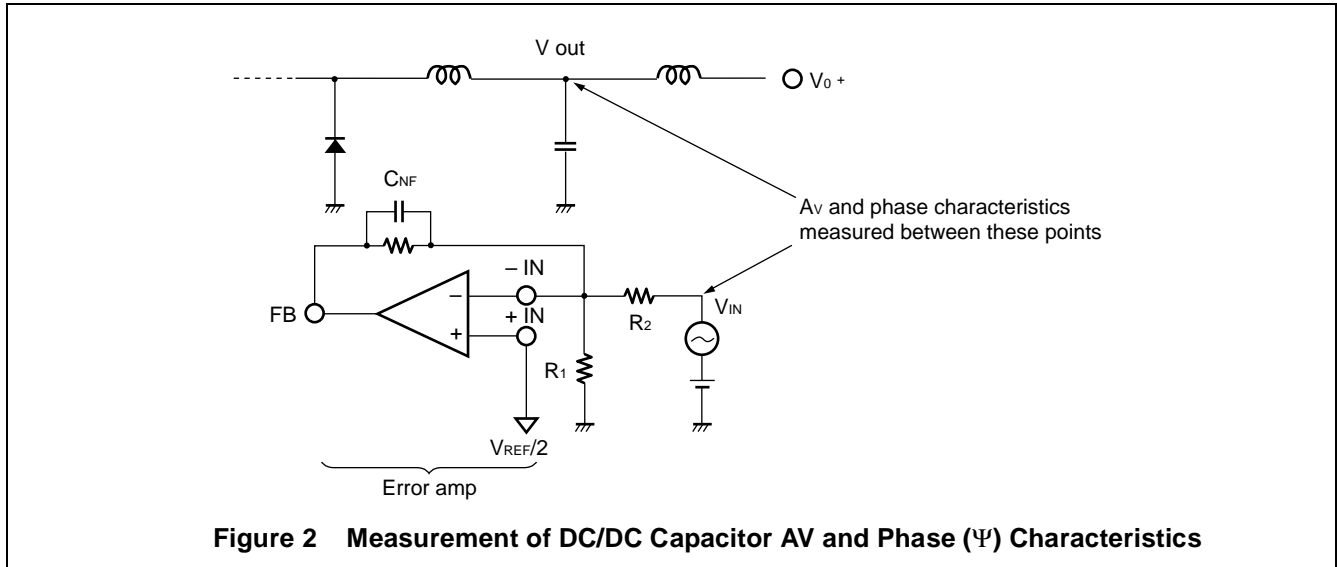 V out
V0 +
CNF
AV and phase characteristics
measured between these points
– IN
+ IN
FB
–
+
R2
VIN
R1
VREF/2
Error amp
Figure 2 Measurement of DC/DC Capacitor AV and Phase (Ψ) Characteristics